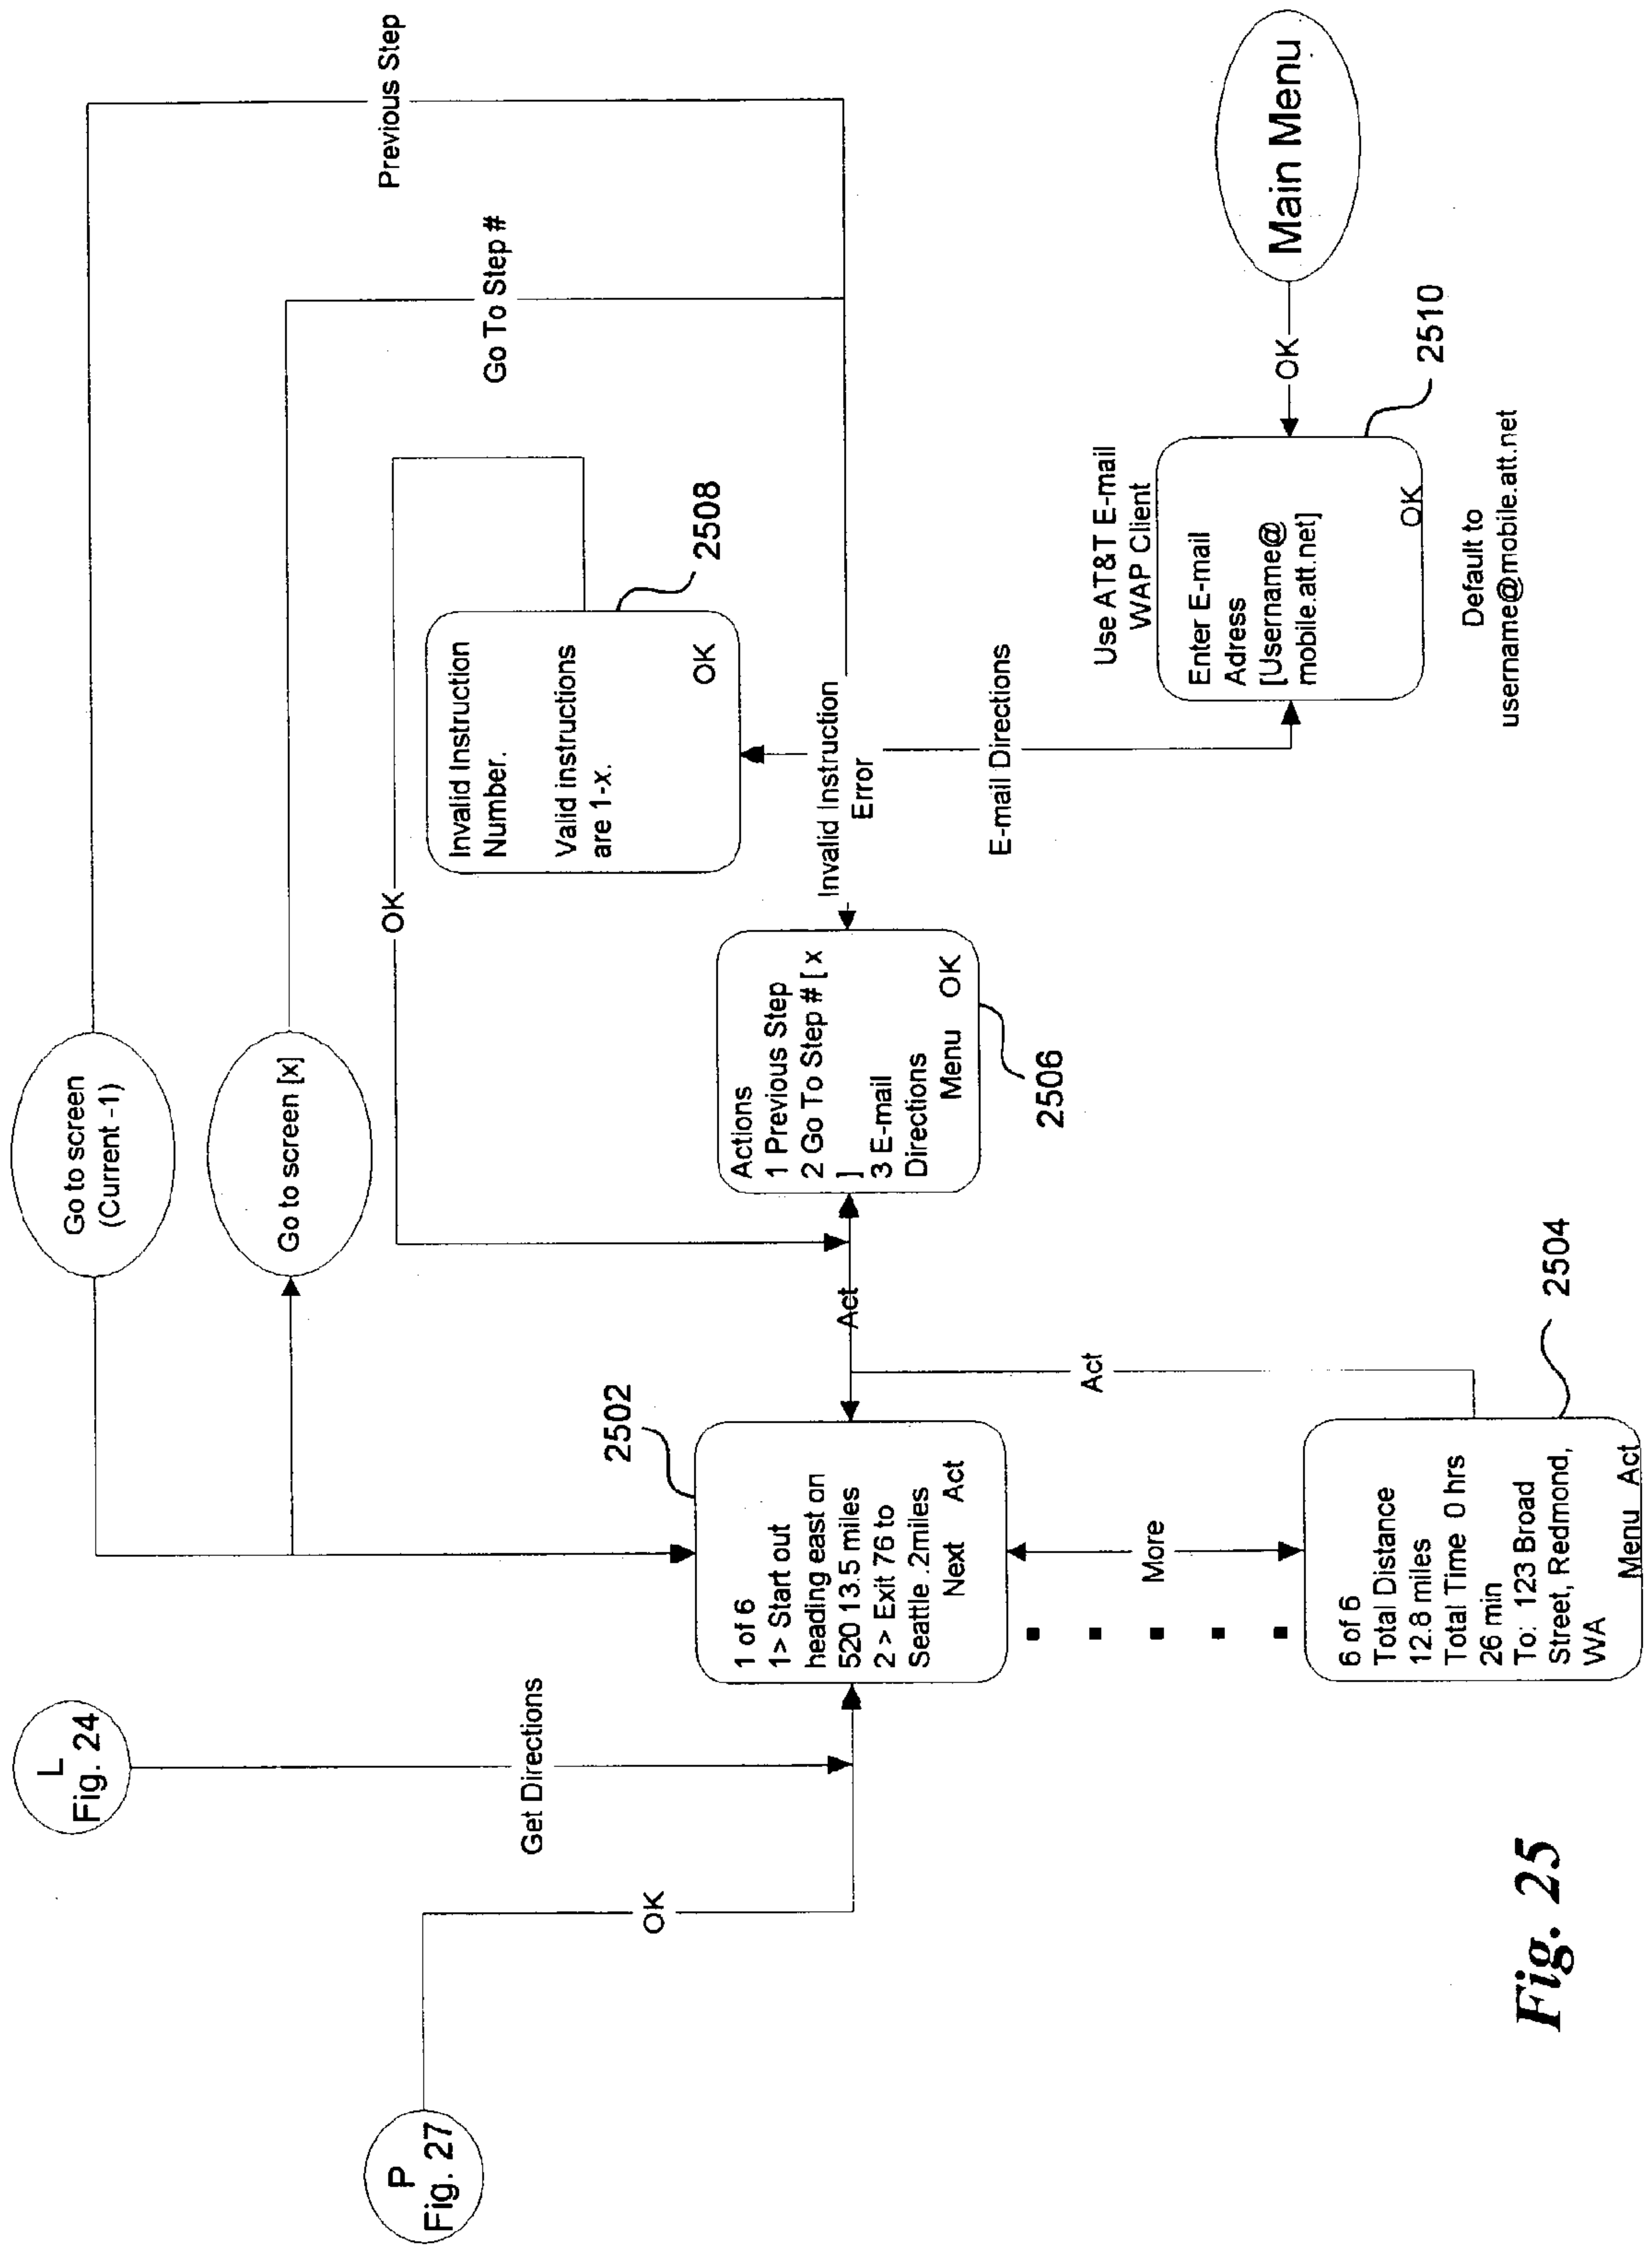 P
Fig. 27
L
Fig. 24
OK
Get Directions
Go to screen
(Current -1)
Go to screen [x]
Previous Step
Go To Step #
OK
2502
1 of 6
1> Start out
heading east on
520 13.5 miles
2 > Exit 76 to
Seattle .2miles
Next Act
Act
Act
More
6 of 6
Total Distance
12.8 miles
Total Time 0 hrs
26 min
To: 123 Broad
Street, Redmond,
WA
Menu Act
2504
Actions
1 Previous Step
2 Go To Step # [ x
]
3 E-mail
Directions
Menu OK
2506
Invalid Instruction
Number.
Valid instructions
are 1-x.
OK
2508
Invalid Instruction
Error
E-mail Directions
Use AT&T E-mail
WAP Client
Enter E-mail
Adress
[Username@
mobile.att.net]
OK
2510
Default to
username@mobile.att.net
OK
Main Menu
Fig. 25